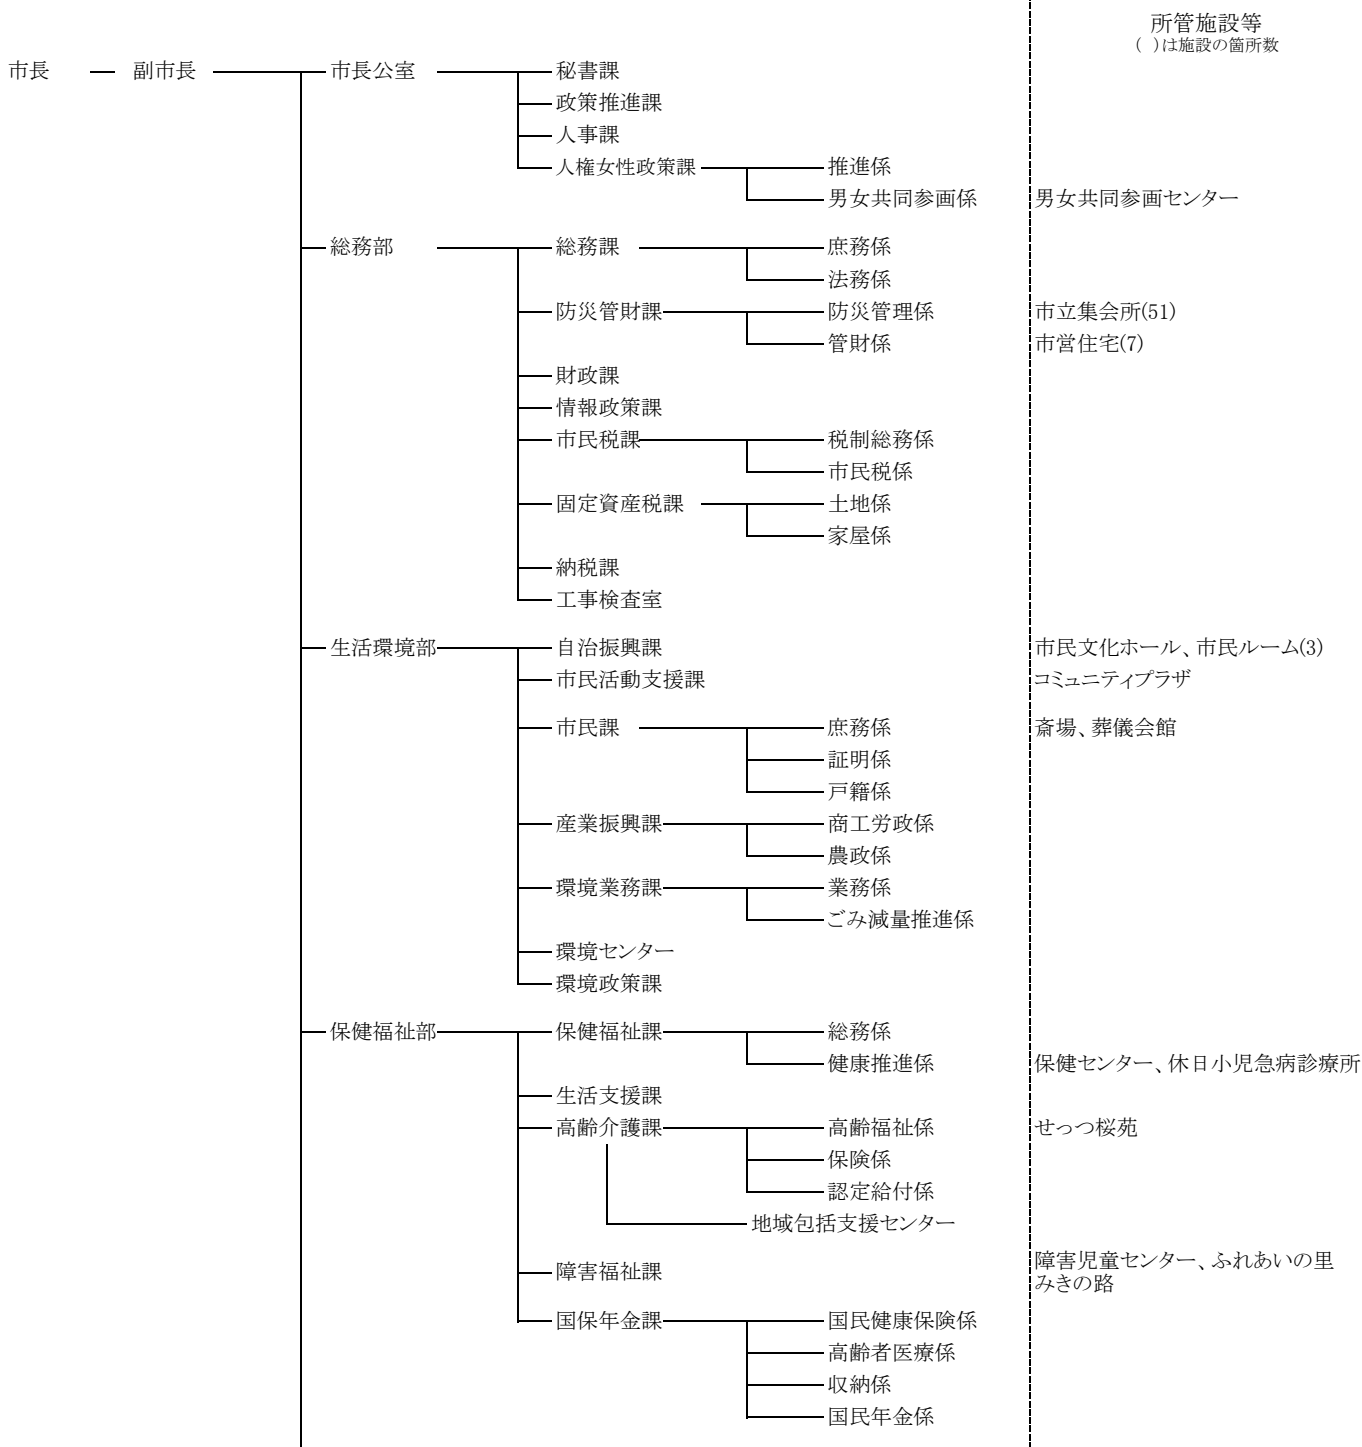 所管施設等
( )は施設の箇所数
市長 副市長 市長公室 秘書課
政策推進課
人事課
人権女性政策課 推進係
男女共同参画係 男女共同参画センター
総務部 総務課 庶務係
法務係
防災管財課 防災管理係 市立集会所(51)
管財係 市営住宅(7)
財政課
情報政策課
市民税課 税制総務係
市民税係
固定資産税課 土地係
家屋係
納税課
工事検査室
生活環境部 自治振興課 市民文化ホール、市民ルーム(3)
市民活動支援課 コミュニティプラザ
市民課 庶務係 斎場、葬儀会館
証明係
戸籍係
産業振興課 商工労政係
農政係
環境業務課 業務係
ごみ減量推進係
環境センター
環境政策課
保健福祉部 保健福祉課 総務係
健康推進係 保健センター、休日小児急病診療所
生活支援課
高齢介護課 高齢福祉係 せっつ桜苑
保険係
認定給付係
地域包括支援センター
障害福祉課 障害児童センター、ふれあいの里
みきの路
国保年金課 国民健康保険係
高齢者医療係
収納係
国民年金係